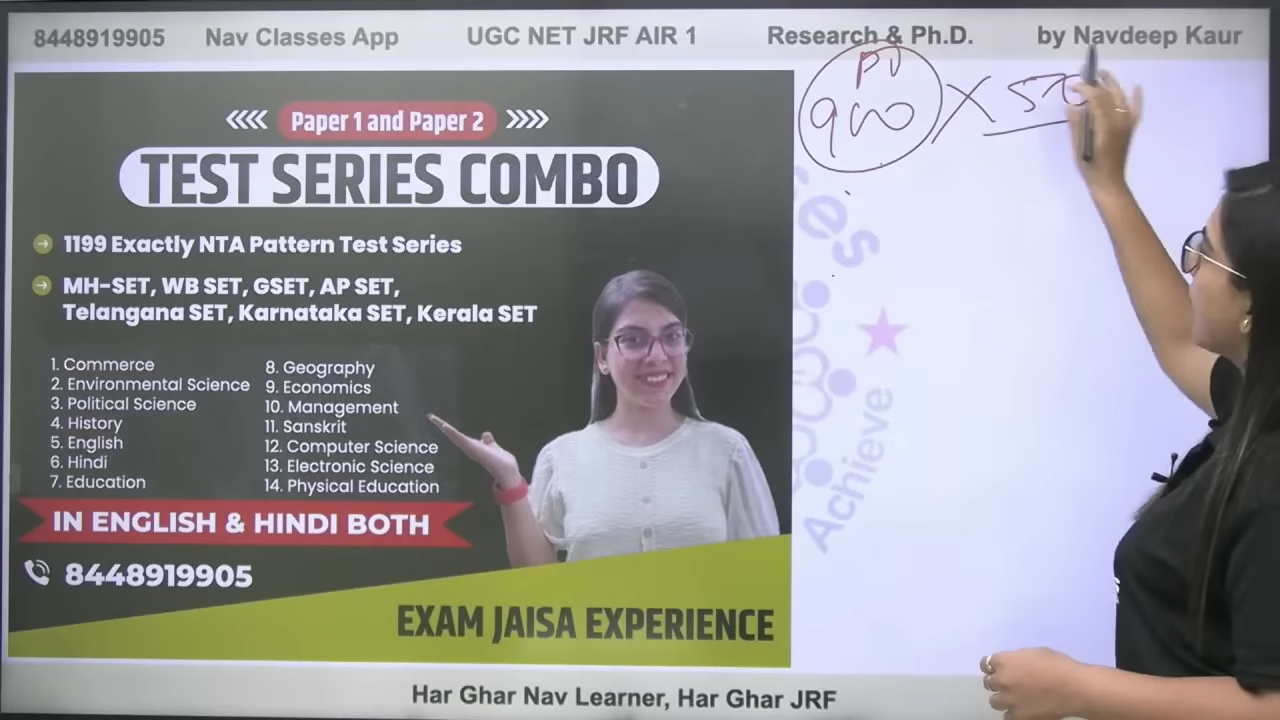 8448919905 Nav Classes App UGC NET JRF AIR 1 Research & Ph.D. by Navdeep Kaur
Paper 1 and Paper 2
TEST SERIES COMBO
1199 Exactly NTA Pattern Test Series
MH-SET, WB SET, GSET, AP SET,
Telangana SET, Karnataka SET, Kerala SET
1. Commerce
2. Environmental Science
3. Political Science
4. History
5. English
6. Hindi
7. Education
8. Geography
9. Economics
10. Management
11. Sanskrit
12. Computer Science
13. Electronic Science
14. Physical Education
IN ENGLISH & HINDI BOTH
8448919905
EXAM JAISA EXPERIENCE
Achieve
Har Ghar Nav Learner, Har Ghar JRF